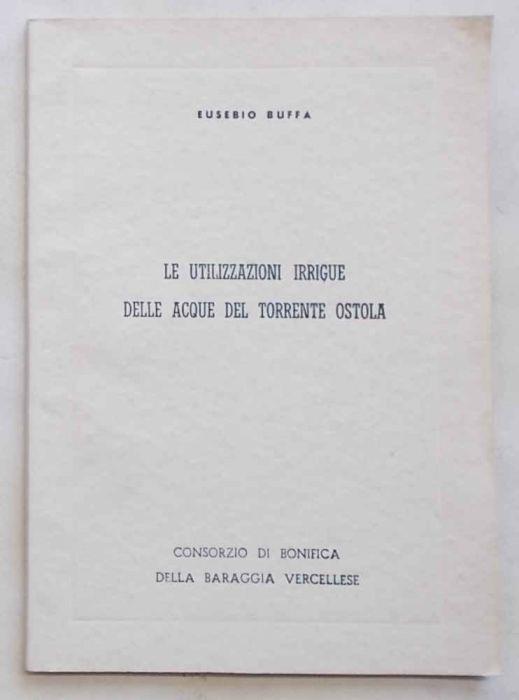 EUSEBIO BUFFA
LE UTILIZZAZIONI IRRIGUE
DELLE ACQUE DEL TORRENTE OSTOLA
CONSORZIO DI BONIFICA
DELLA BARAGGIA VERCELLESE